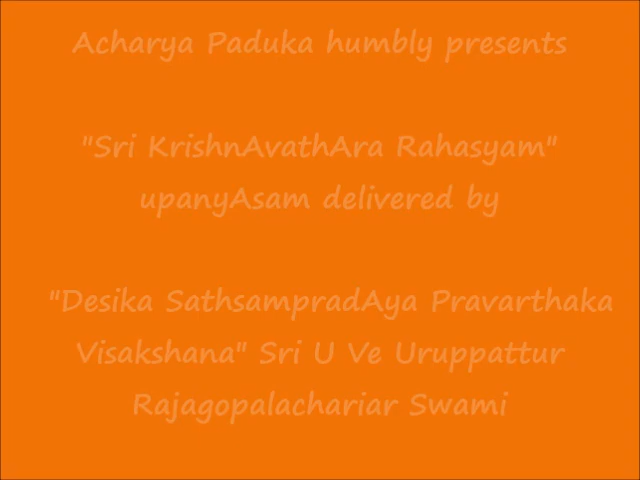 Acharya Paduka humbly presents
"Sri KrishnAvathAra Rahasyam"
upanyAsam delivered by
"Desika SathsampradAya Pravarthaka
Visakshana" Sri U Ve Uruppattur
Rajagopalachariar Swami